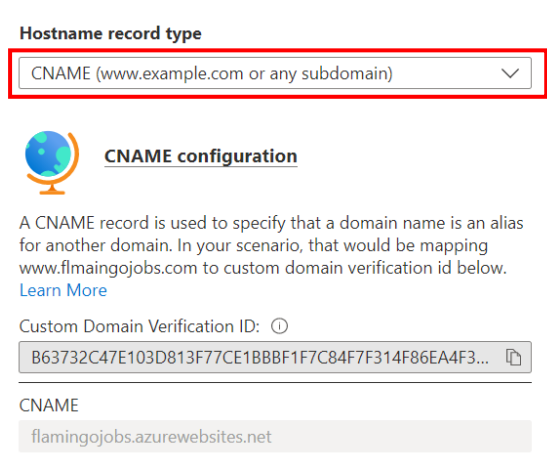 Hostname record type
CNAME (www.example.com or any subdomain)
CNAME configuration
A CNAME record is used to specify that a domain name is an alias
for another domain. In your scenario, that would be mapping
www.flmaingojobs.com to custom domain verification id below.
Learn More
Custom Domain Verification ID:
B63732C47E103D813F77CE1BBBF1F7C84F7F314F86EA4F3...
CNAME
flamingojobs.azurewebsites.net